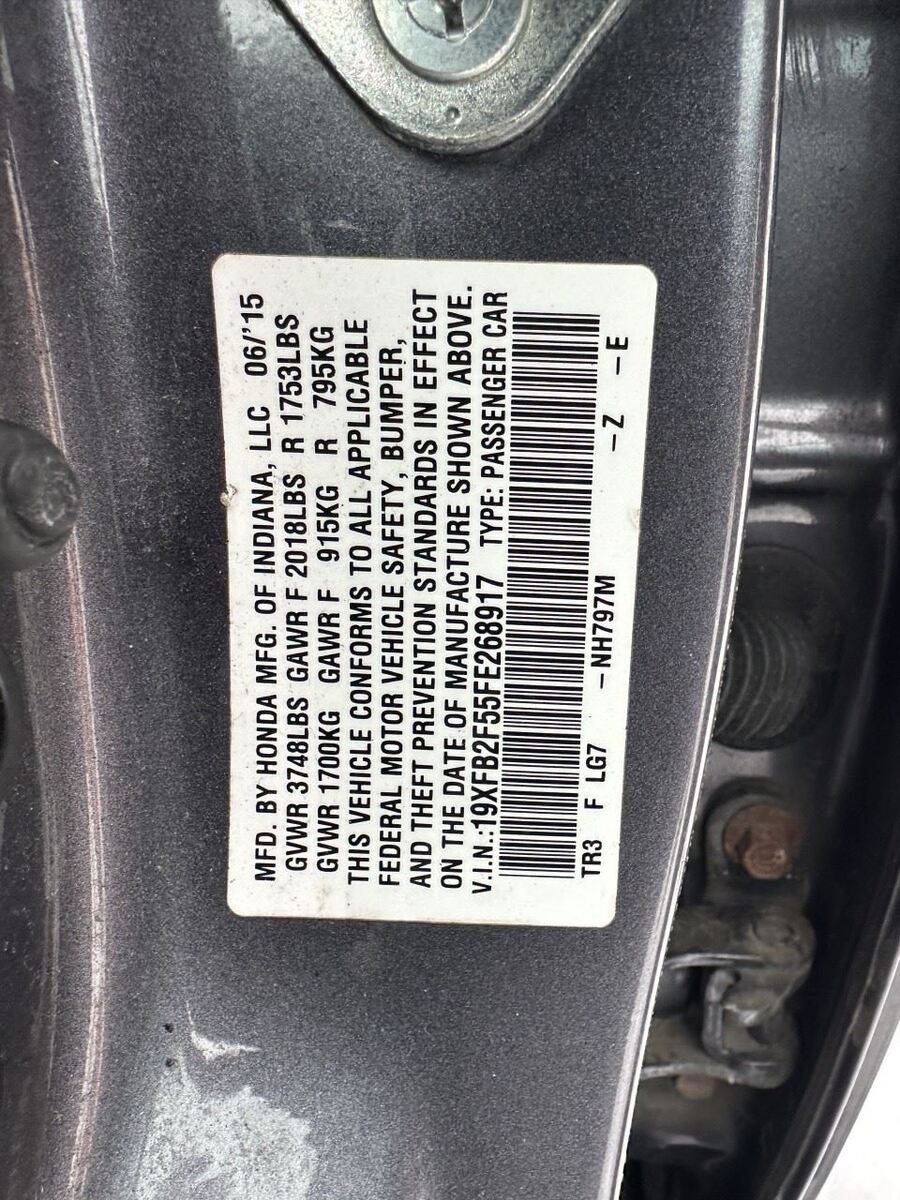 MFD. BY HONDA MFG. OF INDIANA, LLC 06/'15
GVWR 3748LBS GAWR F 2018LBS R 1753LBS
GVWR 1700KG GAWR F 915KG R 795KG
THIS VEHICLE CONFORMS TO ALL APPLICABLE
FEDERAL MOTOR VEHICLE SAFETY, BUMPER,
AND THEFT PREVENTION STANDARDS IN EFFECT
ON THE DATE OF MANUFACTURE SHOWN ABOVE.
V.I.N.:19XFB2F55FE268917 TYPE: PASSENGER CAR
TR3 F LG7 -NH797M -Z -E